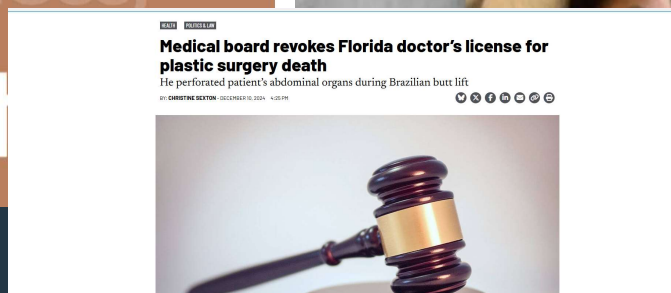 HEALTH POLITICS & LAW
Medical board revokes Florida doctor’s license for
plastic surgery death
He perforated patient’s abdominal organs during Brazilian butt lift
BY: CHRISTINE SEXTON - DECEMBER 10, 2024 4:25 PM